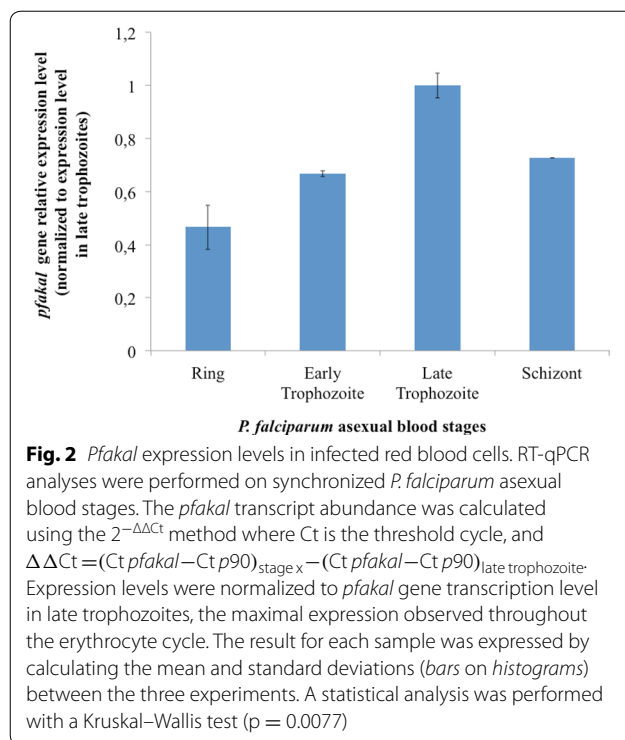 1,2
1
0,8
0,6
0,4
0,2
0
pfakal gene relative expression level
(normalized to expression level
in late trophozoites)
Ring
Early
Trophozoite
Late
Trophozoite
Schizont
P. falciparum asexual blood stages
Fig. 2 Pfakal expression levels in infected red blood cells. RT-qPCR
analyses were performed on synchronized P. falciparum asexual
blood stages. The pfakal transcript abundance was calculated
using the 2−ΔΔCt method where Ct is the threshold cycle, and
ΔΔCt =(Ct pfakal−Ct p90)stage x−(Ct pfakal−Ct p90)late trophozoite.
Expression levels were normalized to pfakal gene transcription level
in late trophozoites, the maximal expression observed throughout
the erythrocyte cycle. The result for each sample was expressed by
calculating the mean and standard deviations (bars on histograms)
between the three experiments. A statistical analysis was performed
with a Kruskal–Wallis test (p = 0.0077)